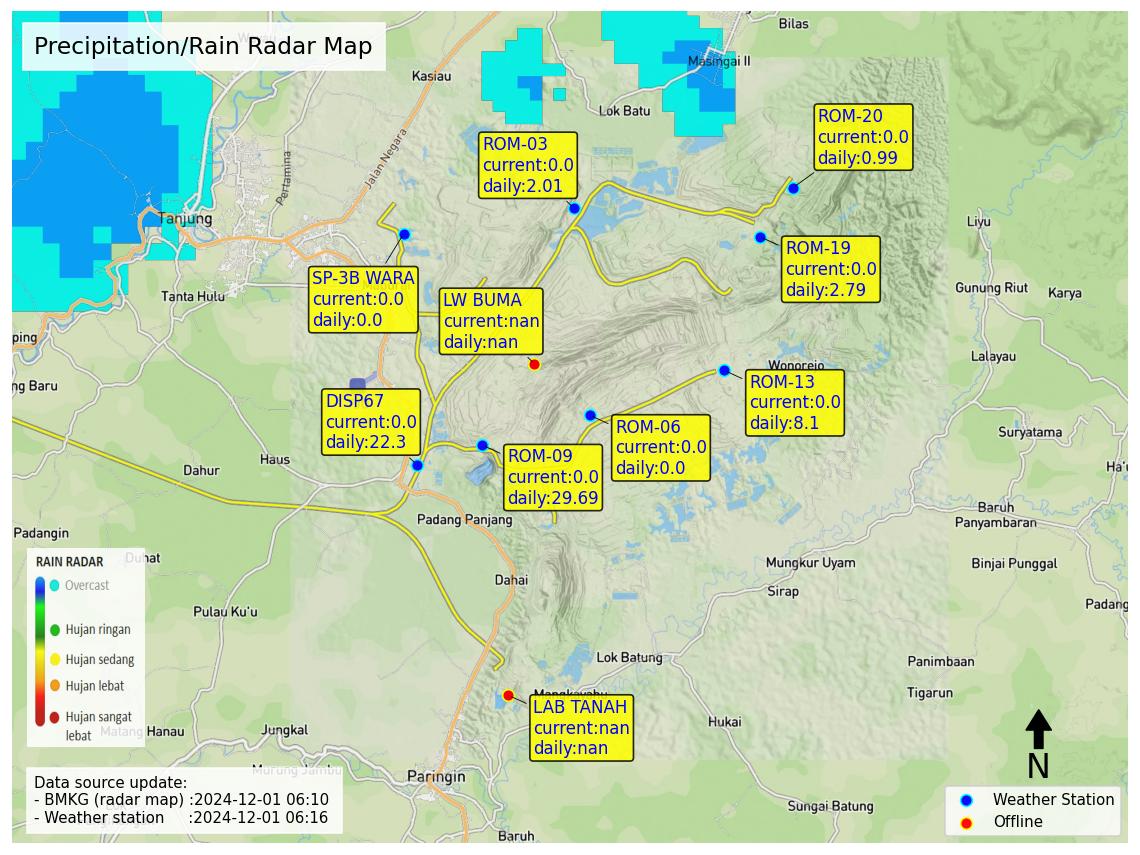 Precipitation/Rain Radar Map
Bilas
Masingai II
Kasiau
Lok Batu
Jalan Negara
Pertamina
ROM-20
current:0.0
daily:0.99
ROM-03
current:0.0
daily:2.01
Tanjung
Liyu
ROM-19
current:0.0
daily:2.79
SP-3B WARA
current:0.0
daily:0.0
LW BUMA
current:nan
daily:nan
Tanta Hulu
Gunung Riut
Karya
ping
Lalayau
Wonorejo
ng Baru
ROM-13
current:0.0
daily:8.1
DISP67
current:0.0
daily:22.3
ROM-06
current:0.0
daily:0.0
Suryatama
ROM-09
current:0.0
daily:29.69
Haus
Dahur
Ha'u
Baruh
Panyambaran
Padang Panjang
Padangin
Duhat
Mungkur Uyam
Binjai Punggal
Dahai
Sirap
Padang
Pulau Ku'u
RAIN RADAR
Overcast
Hujan ringan
Hujan sedang
Hujan lebat
Hujan sangat
lebat
Lok Batung
Panimbaan
Tigarun
Mangkayahu
LAB TANAH
current:nan
daily:nan
Hukai
Matang Hanau
Jungkal
Murung Jambu
Paringin
N
Data source update:
- BMKG (radar map) :2024-12-01 06:10
- Weather station :2024-12-01 06:16
Sungai Batung
Baruh
Weather Station
Offline